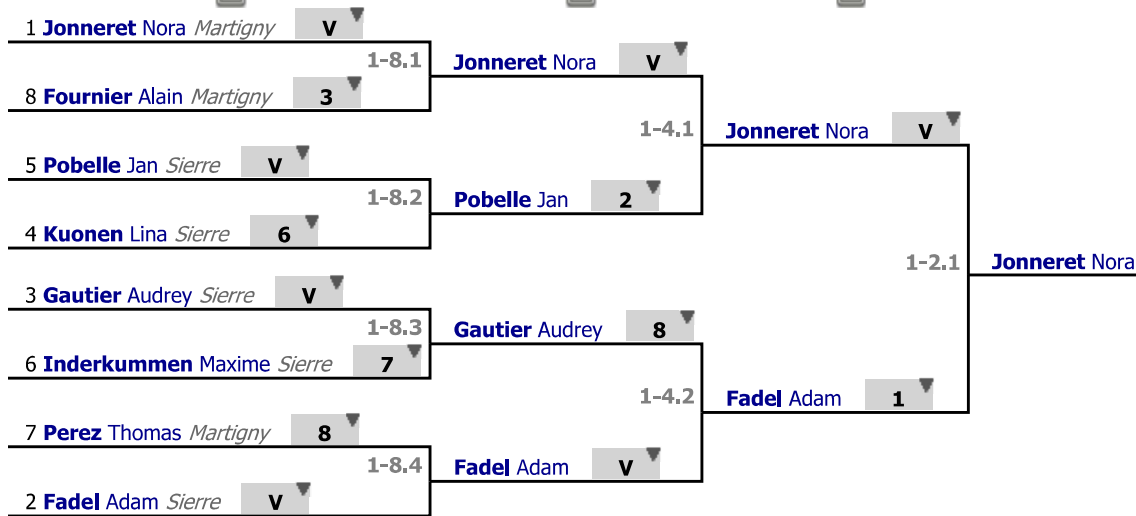 1 Jonneret Nora Martigny V
1-8.1
Jonneret Nora V
8 Fournier Alain Martigny 3
1-4.1
Jonneret Nora V
5 Pobelle Jan Sierre V
1-8.2
Pobelle Jan 2
4 Kuonen Lina Sierre 6
1-2.1
Jonneret Nora
3 Gautier Audrey Sierre V
1-8.3
Gautier Audrey 8
6 Inderkummen Maxime Sierre 7
1-4.2
Fadel Adam 1
7 Perez Thomas Martigny 8
1-8.4
Fadel Adam V
2 Fadel Adam Sierre V